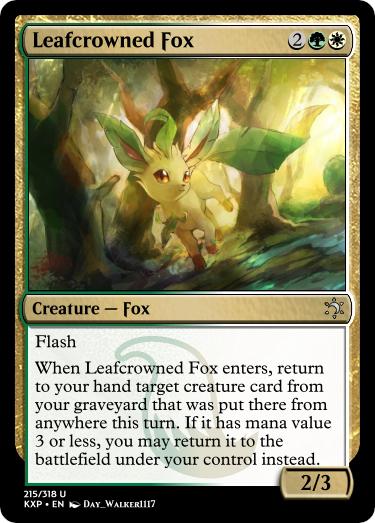 Leafcrowned Fox 2
Creature — Fox
Flash
When Leafcrowned Fox enters, return
to your hand target creature card from
your graveyard that was put there from
anywhere this turn. If it has mana value
3 or less, you may return it to the
battlefield under your control instead.
2/3
215/318 U
KXP • EN Day_Walker1117